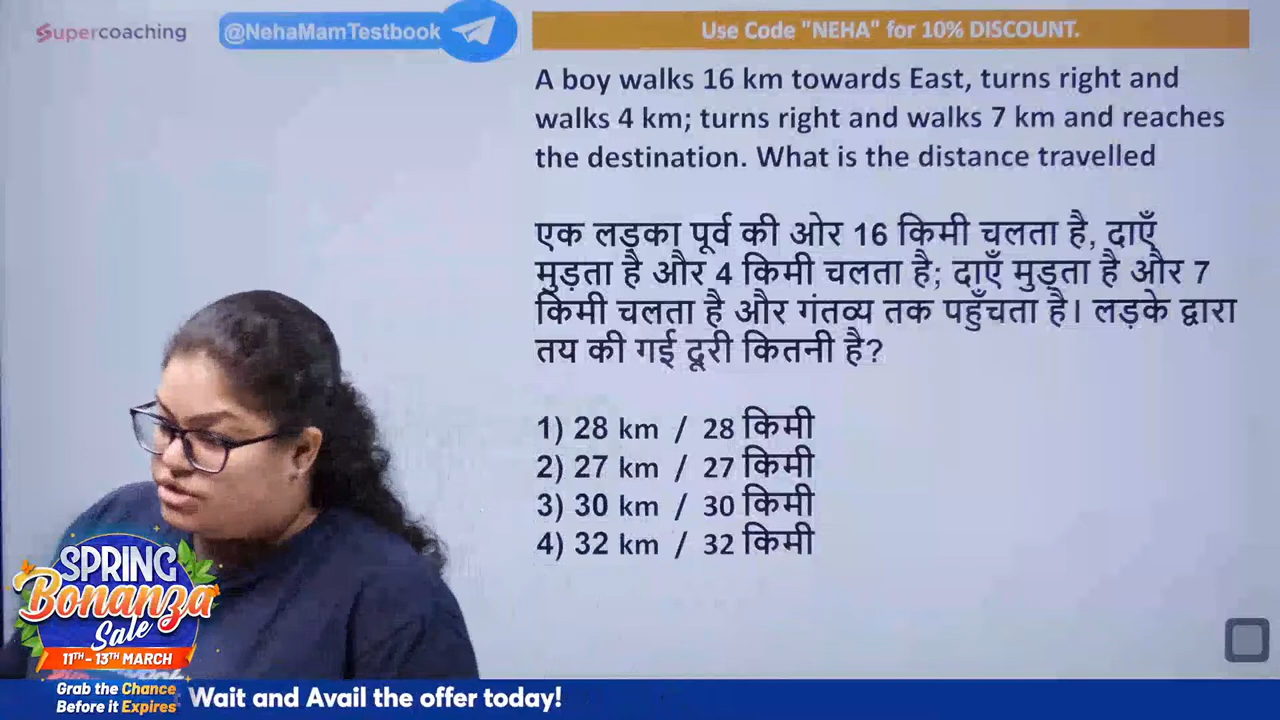 Supercoaching
@NehaMamTestbook
Use Code "NEHA" for 10% DISCOUNT.
A boy walks 16 km towards East, turns right and
walks 4 km; turns right and walks 7 km and reaches
the destination. What is the distance travelled
एक लड़का पूर्व की ओर 16 किमी चलता है, दाएँ
मुड़ता है और 4 किमी चलता है; दाएँ मुड़ता है और 7
किमी चलता है और गंतव्य तक पहुँचता है। लड़के द्वारा
तय की गई दूरी कितनी है?
1) 28 km / 28 किमी
2) 27 km / 27 किमी
3) 30 km / 30 किमी
4) 32 km / 32 किमी
SPRING
Bonanza
Sale
11TH - 13TH MARCH
Grab the Chance
Before it Expires
Wait and Avail the offer today!